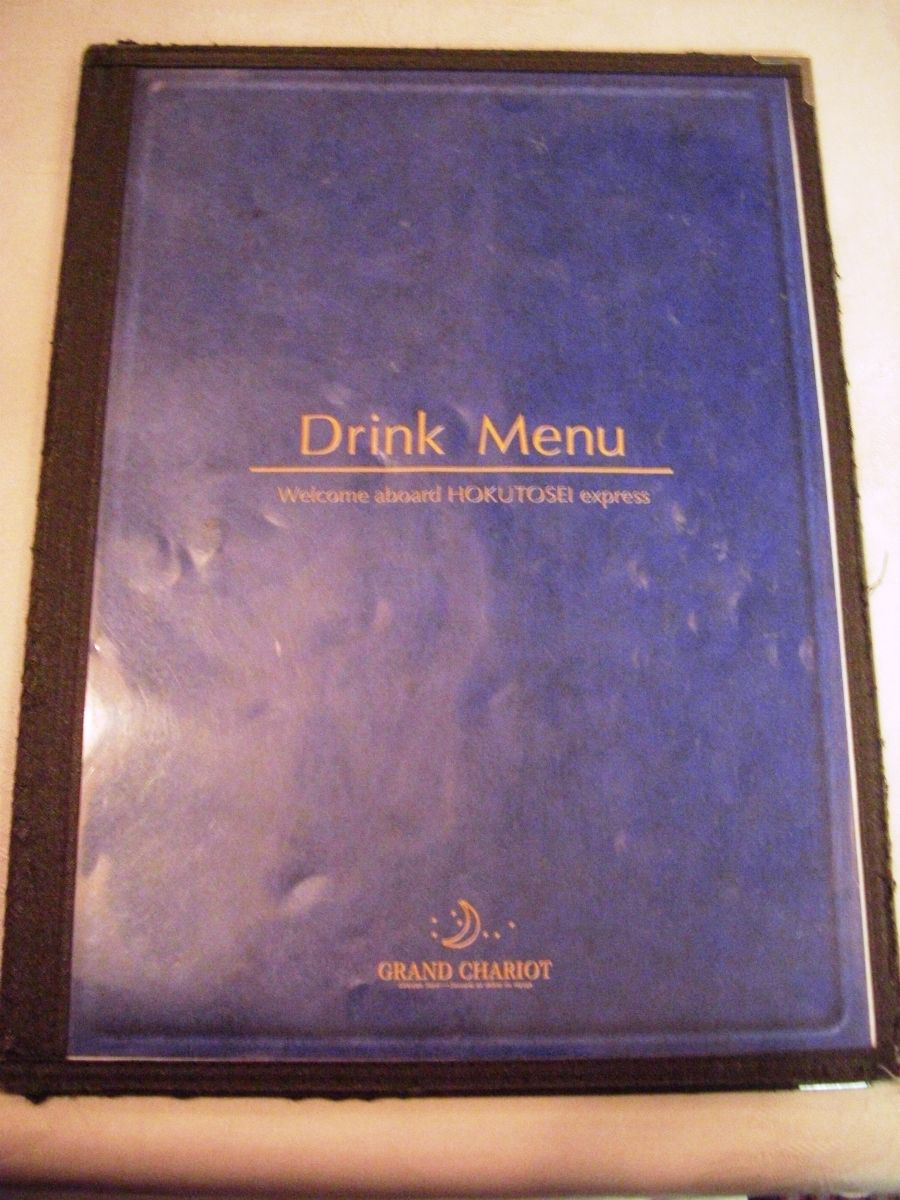 Drink Menu
Welcome aboard HOKUTOSEI express
GRAND CHARIOT